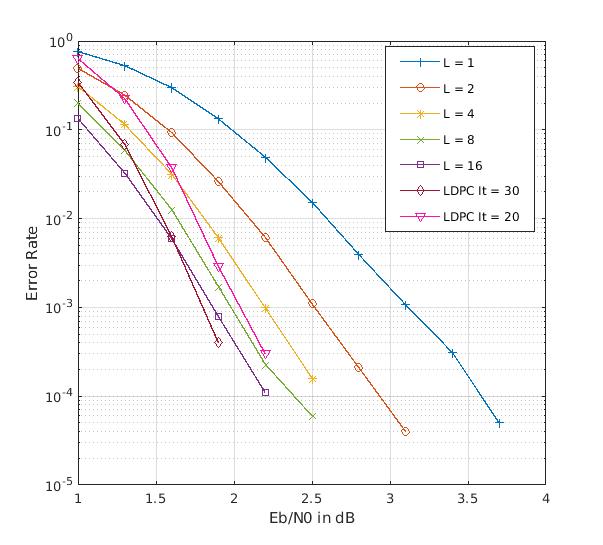 10^0
10^-1
10^-2
10^-3
10^-4
10^-5
Error Rate
L = 1
L = 2
L = 4
L = 8
L = 16
LDPC It = 30
LDPC It = 20
1 1.5 2 2.5 3 3.5 4
Eb/N0 in dB